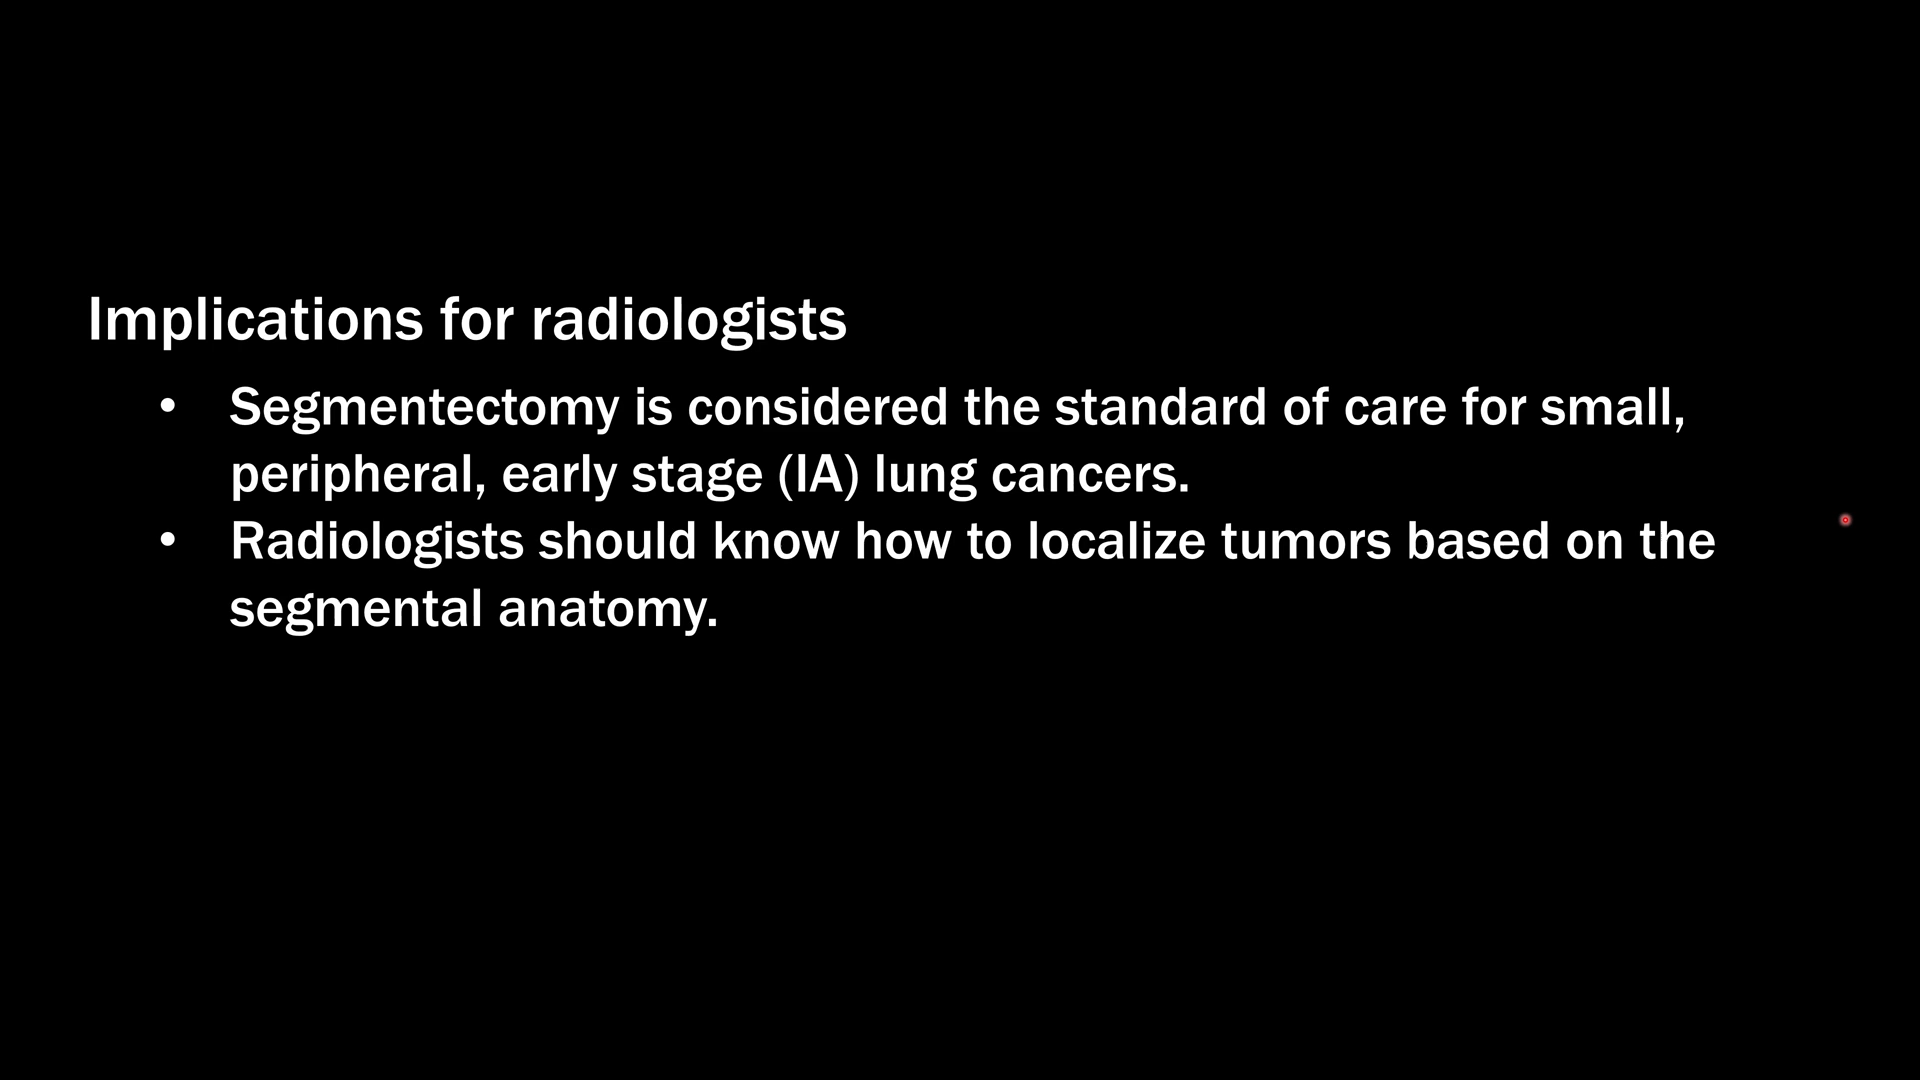 Implications for radiologists
• Segmentectomy is considered the standard of care for small,
peripheral, early stage (IA) lung cancers.
• Radiologists should know how to localize tumors based on the
segmental anatomy.